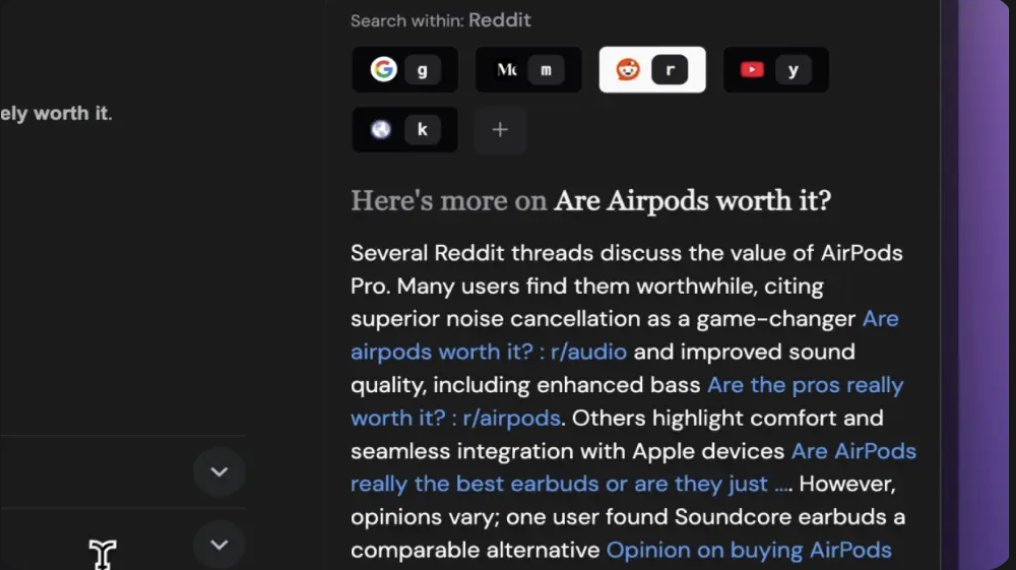 Search within: Reddit
g
m
r
y
k
+
ely worth it.
Here's more on Are Airpods worth it?
Several Reddit threads discuss the value of AirPods
Pro. Many users find them worthwhile, citing
superior noise cancellation as a game-changer Are
airpods worth it? : r/audio and improved sound
quality, including enhanced bass Are the pros really
worth it? : r/airpods. Others highlight comfort and
seamless integration with Apple devices Are AirPods
really the best earbuds or are they just .... However,
opinions vary; one user found Soundcore earbuds a
comparable alternative Opinion on buying AirPods